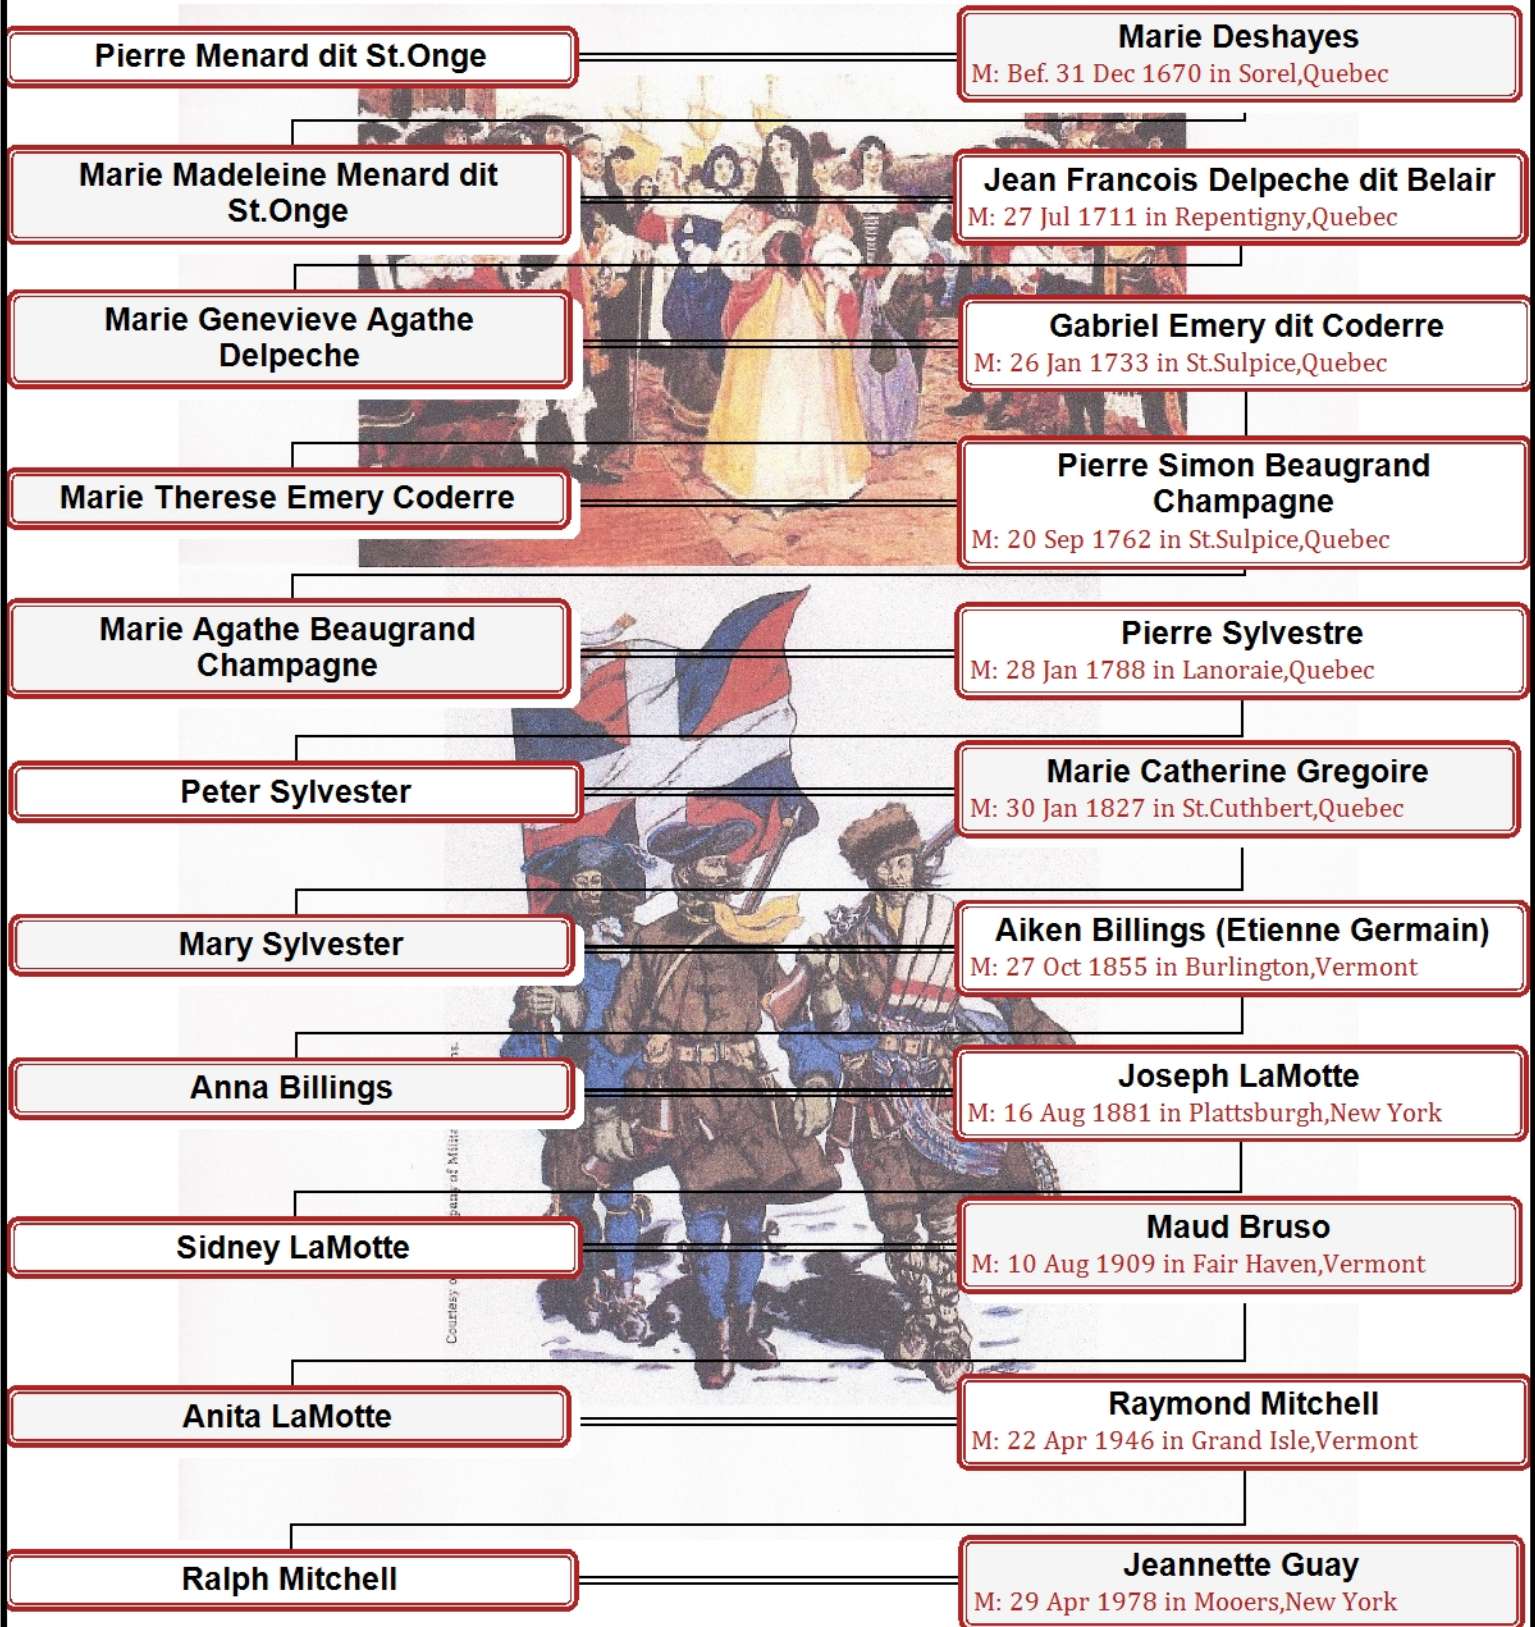 Pierre Menard dit St.Onge
Marie Deshayes
M: Bef. 31 Dec 1670 in Sorel,Quebec
Marie Madeleine Menard dit
St.Onge
Jean Francois Delpeche dit Belair
M: 27 Jul 1711 in Repentigny,Quebec
Marie Genevieve Agathe
Delpeche
Gabriel Emery dit Coderre
M: 26 Jan 1733 in St.Sulpice,Quebec
Marie Therese Emery Coderre
Pierre Simon Beaugrand
Champagne
M: 20 Sep 1762 in St.Sulpice,Quebec
Marie Agathe Beaugrand
Champagne
Pierre Sylvestre
M: 28 Jan 1788 in Lanoraie,Quebec
Peter Sylvester
Marie Catherine Gregoire
M: 30 Jan 1827 in St.Cuthbert,Quebec
Mary Sylvester
Aiken Billings (Etienne Germain)
M: 27 Oct 1855 in Burlington,Vermont
Anna Billings
Joseph LaMotte
M: 16 Aug 1881 in Plattsburgh,New York
Sidney LaMotte
Maud Bruso
M: 10 Aug 1909 in Fair Haven,Vermont
Anita LaMotte
Raymond Mitchell
M: 22 Apr 1946 in Grand Isle,Vermont
Ralph Mitchell
Jeannette Guay
M: 29 Apr 1978 in Mooers,New York
Courtesy